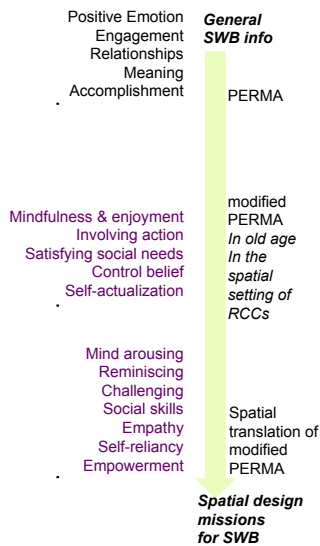 Positive Emotion
Engagement
Relationships
Meaning
Accomplishment
General
SWB info
PERMA
Mindfulness & enjoyment
Involving action
Satisfying social needs
Control belief
Self-actualization
modified
PERMA
In old age
In the
spatial
setting of
RCCs
Mind arousing
Reminiscing
Challenging
Social skills
Empathy
Self-reliancy
Empowerment
Spatial
translation of
modified
PERMA
Spatial design
missions
for SWB